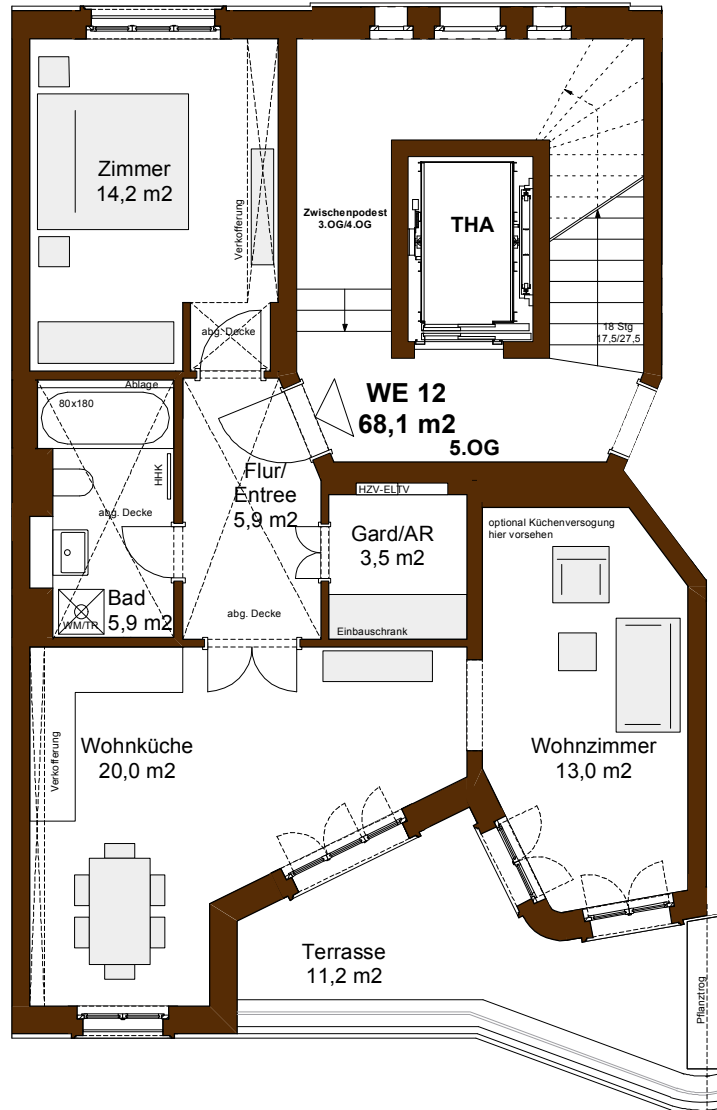 Zimmer
14,2 m2
Verkofferung
Zwischenpodest
3.OG/4.OG
THA
18 Stg
17,5/27,5
abg. Decke
WE 12
68,1 m2
5.OG
Ablage
80x180
HHK
abg. Decke
Bad
5,9 m2
WM/TR
Flur/
Entree
5,9 m2
abg. Decke
HZV-ELTV
Gard/AR
3,5 m2
Einbauschrank
optional Küchenversogung
hier vorsehen
Wohnküche
20,0 m2
Verkofferung
Wohnzimmer
13,0 m2
Terrasse
11,2 m2
Pflanztrog